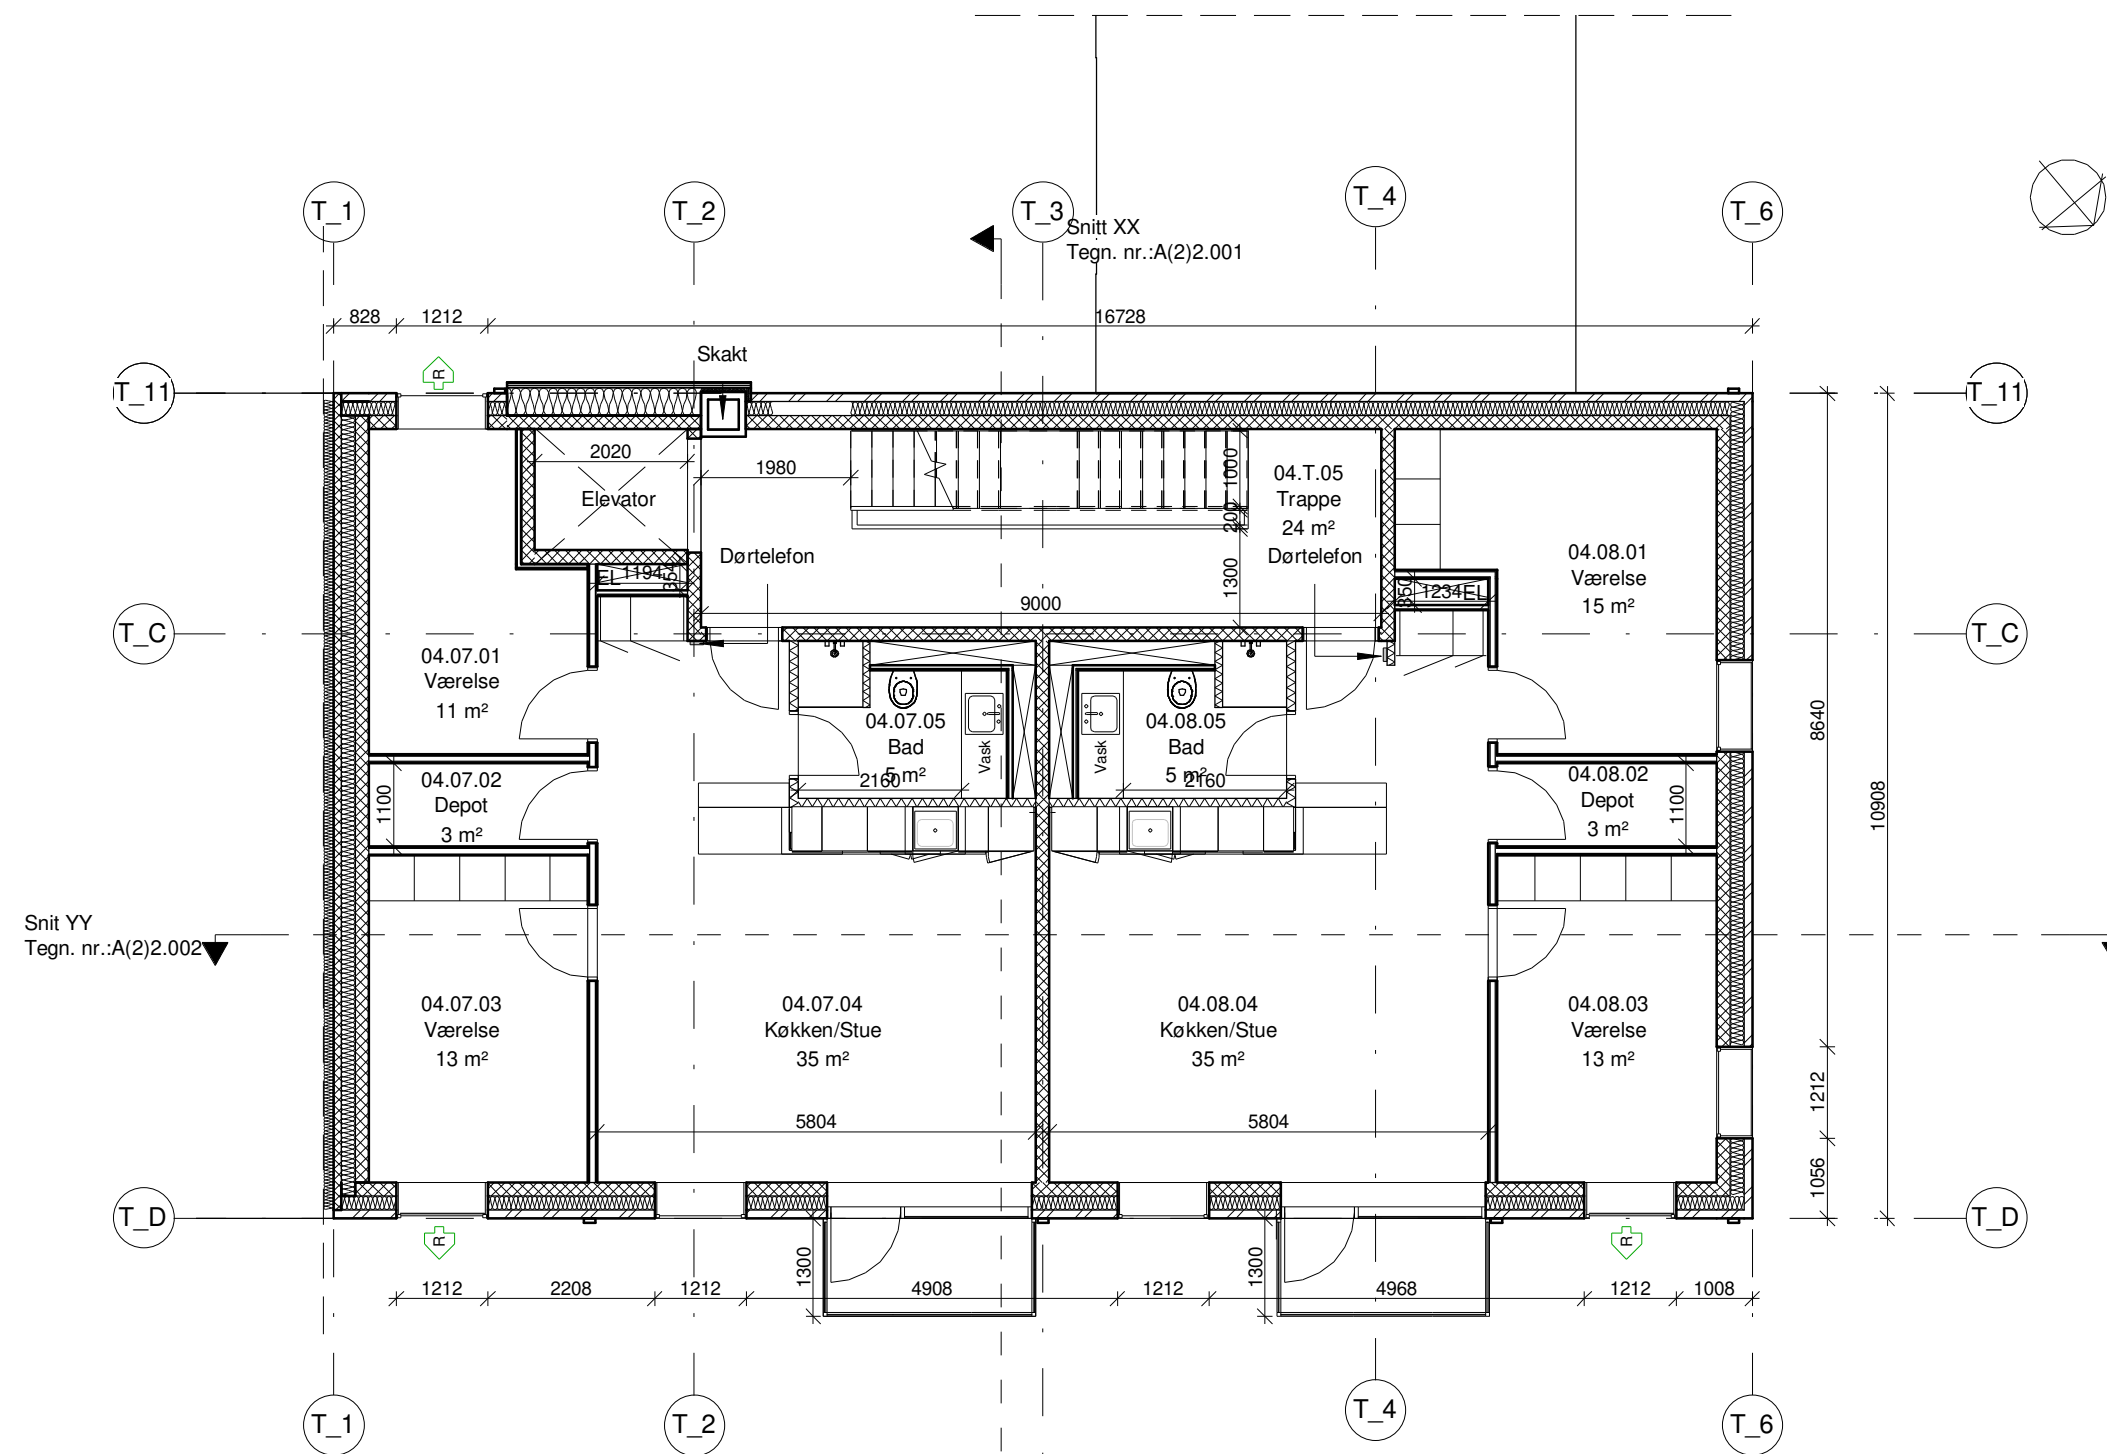 T_1
T_2
T_3
T_4
T_6
Snitt XX
Tegn. nr.:A(2)2.001
828
1212
16728
Skakt
R
T_11
T_11
2020
1980
Elevator
1000
200
1300
04.T.05
Trappe
24 m²
Dørtelefon
Dørtelefon
04.08.01
Værelse
15 m²
EL
1194
354
350
1234
EL
9000
T_C
T_C
04.07.01
Værelse
11 m²
04.07.05
Bad
5 m²
Vask
2160
04.08.05
Bad
5 m²
Vask
2160
8640
10908
04.07.02
Depot
3 m²
1100
04.08.02
Depot
3 m²
1100
Snit YY
Tegn. nr.:A(2)2.002
04.07.03
Værelse
13 m²
04.07.04
Køkken/Stue
35 m²
04.08.04
Køkken/Stue
35 m²
04.08.03
Værelse
13 m²
5804
5804
1212
1056
T_D
T_D
R
R
1300
1300
1212
2208
1212
4908
1212
4968
1212
1008
T_1
T_2
T_4
T_6